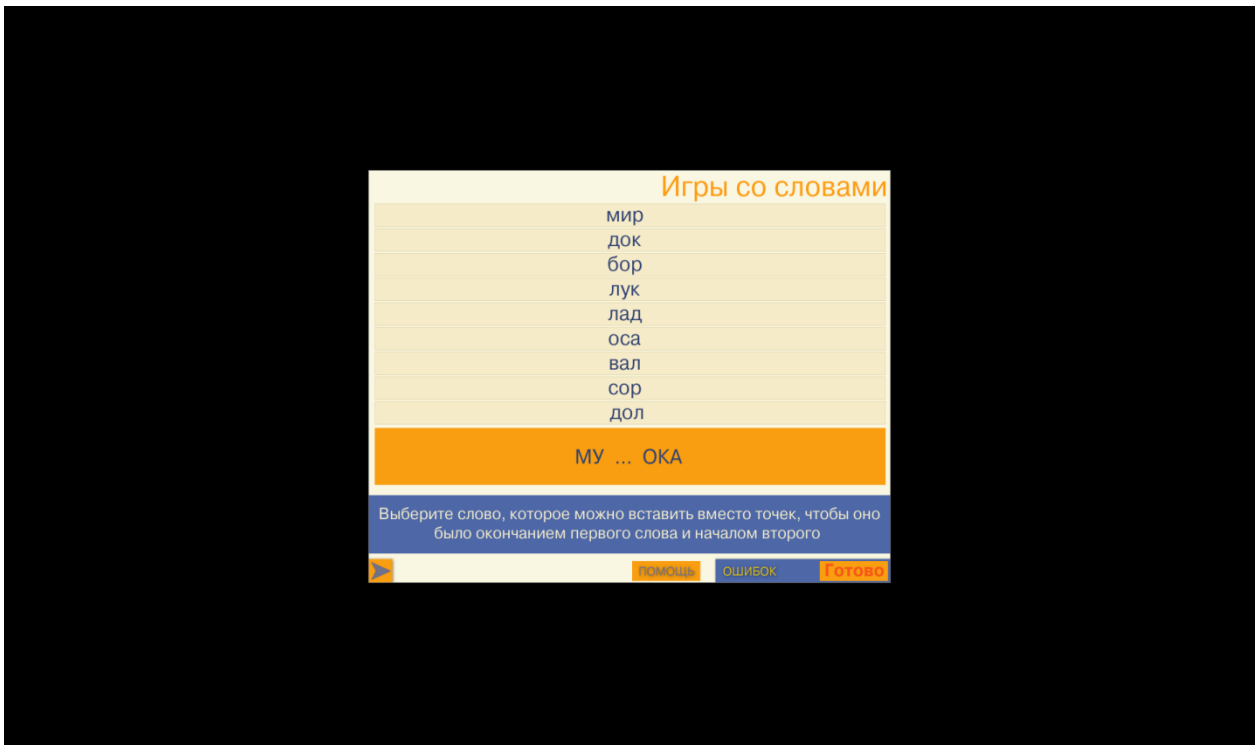 Игры со словами
мир
док
бор
лук
лад
оса
вал
сор
дол
МУ ... ОКА
Выберите слово, которое можно вставить вместо точек, чтобы оно
было окончанием первого слова и началом второго
ПОМОЩЬ ОШИБОК Готово